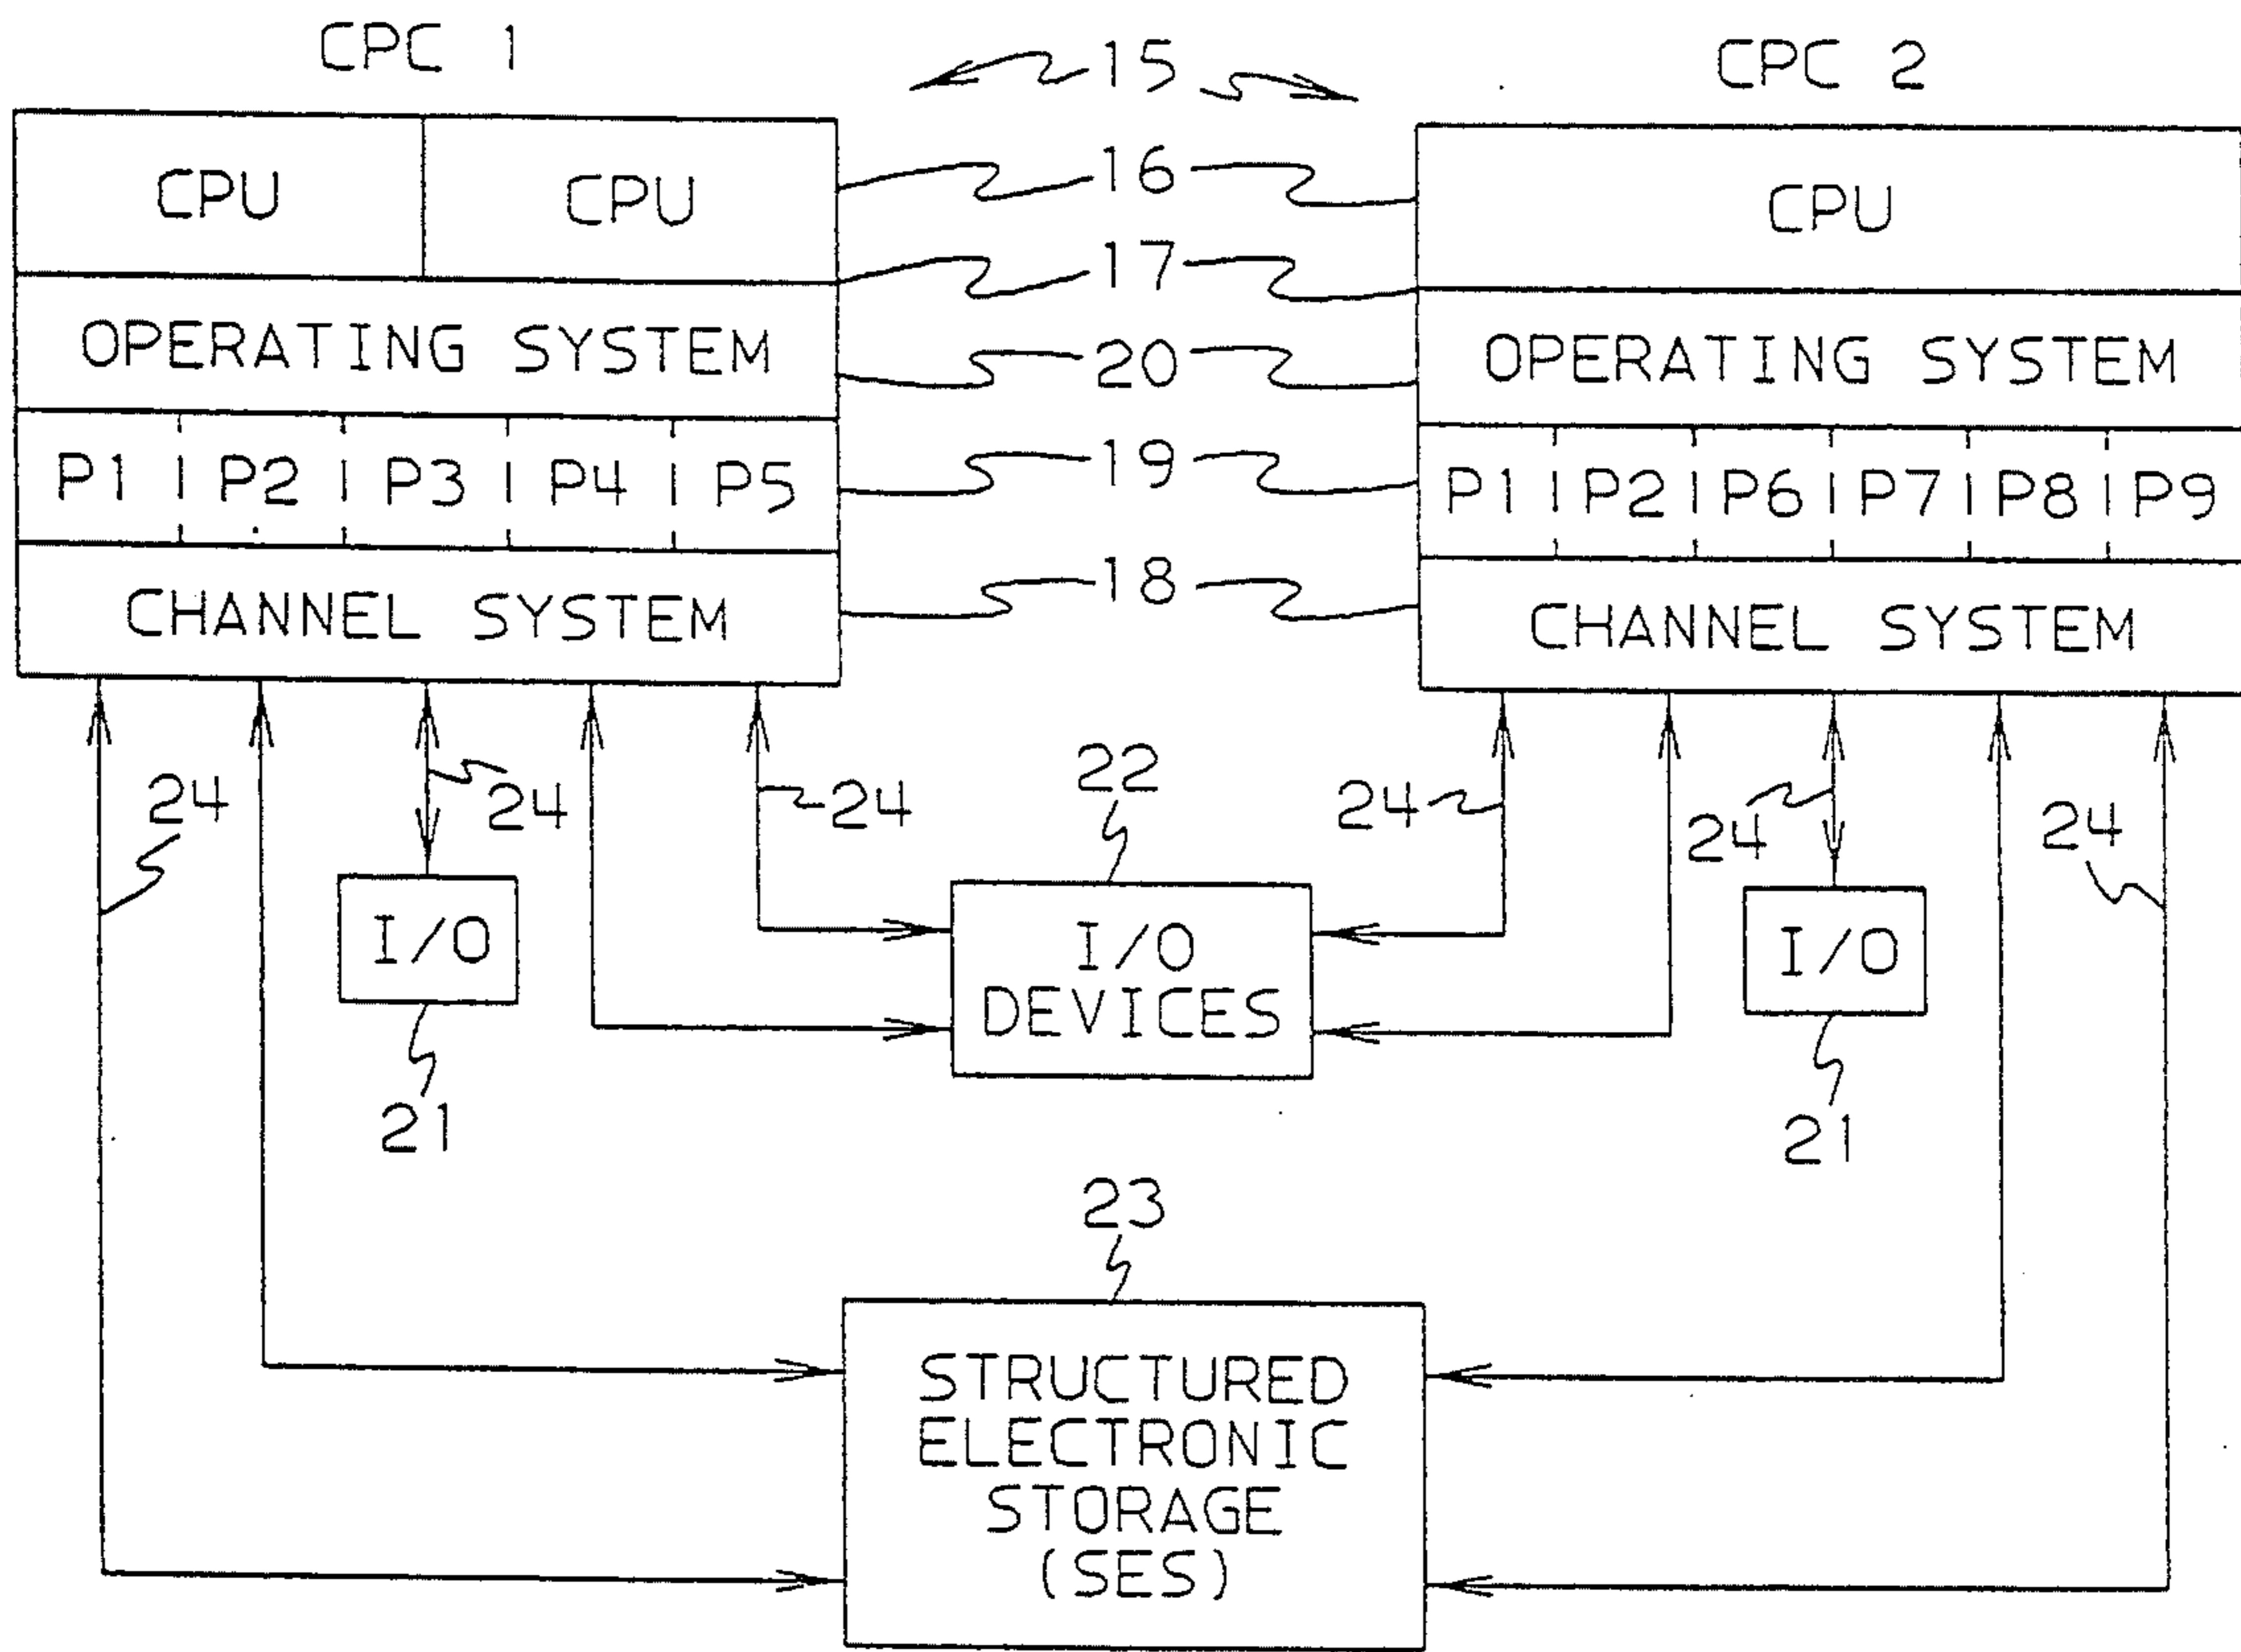 CPC 1
15
CPC 2
CPU
CPU
16
CPU
17
OPERATING SYSTEM
20
OPERATING SYSTEM
P1 P2 P3 P4 P5
19
P1 P2 P6 P7 P8 P9
CHANNEL SYSTEM
18
CHANNEL SYSTEM
24
24
24
22
24
24
24
I/O
I/O
DEVICES
I/O
21
21
23
STRUCTURED
ELECTRONIC
STORAGE
(SES)